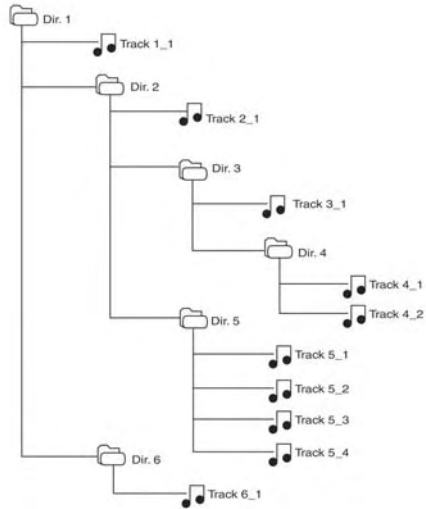 Dir. 1
Track 1_1
Dir. 2
Track 2_1
Dir. 3
Track 3_1
Dir. 4
Track 4_1
Track 4_2
Dir. 5
Track 5_1
Track 5_2
Track 5_3
Track 5_4
Dir. 6
Track 6_1